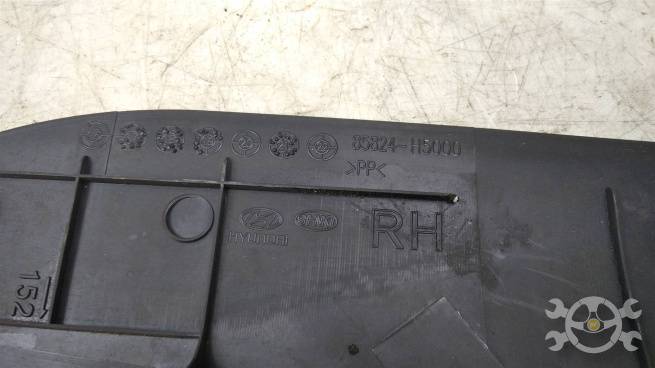 85824-H5000
>PP<
HYUNDAI
RH
152